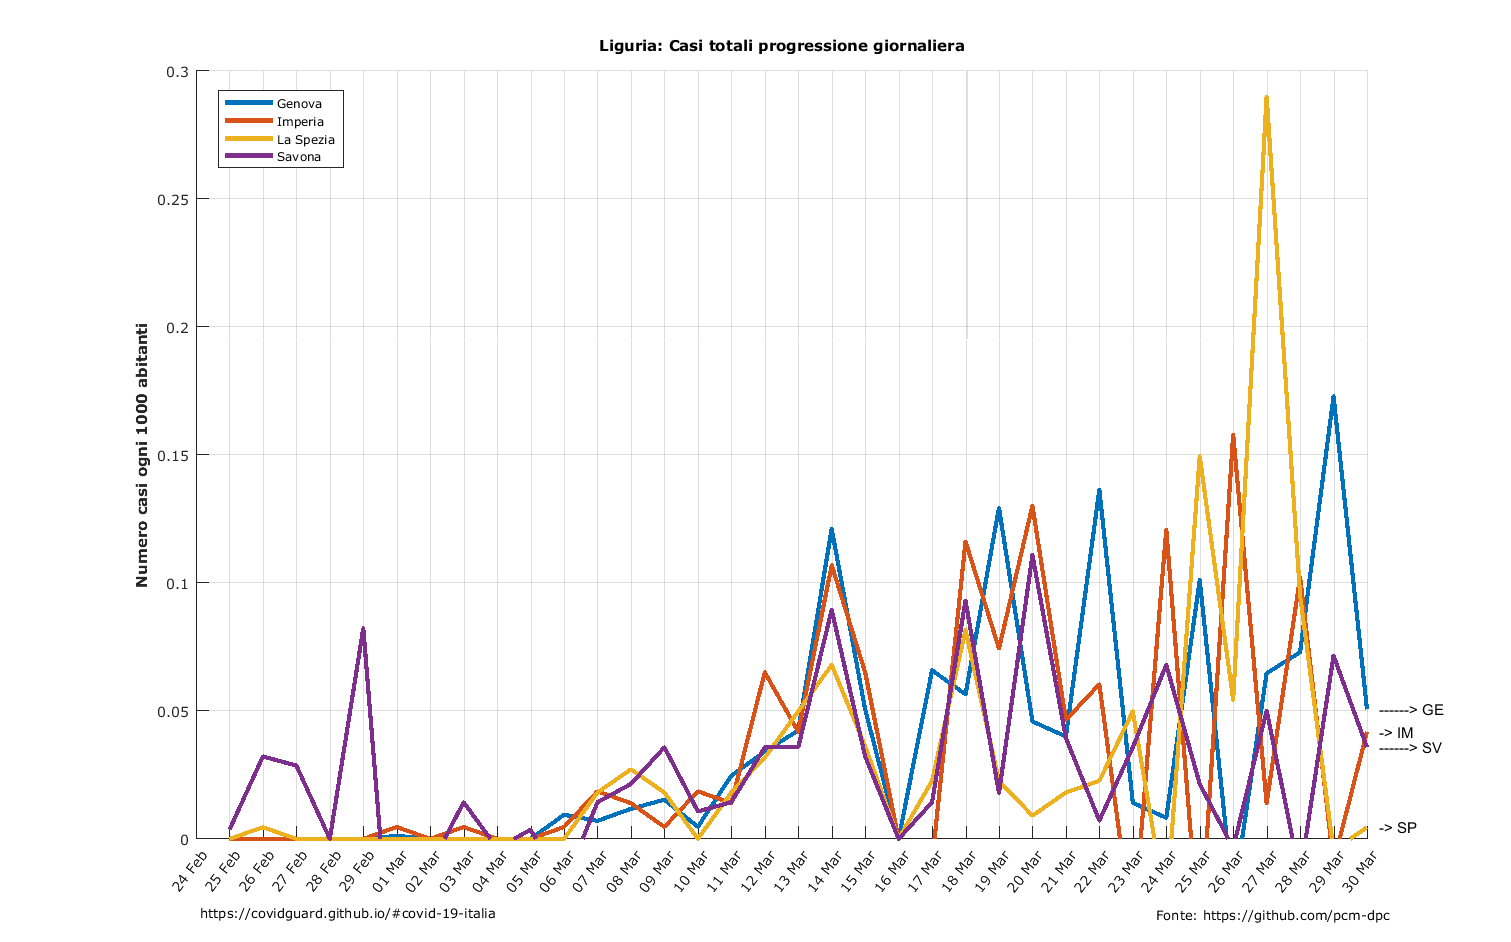 Liguria: Casi totali progressione giornaliera
Numero casi ogni 1000 abitanti
0.3
0.25
0.2
0.15
0.1
0.05
0
Genova
Imperia
La Spezia
Savona
------> GE
-> IM
------> SV
-> SP
24 Feb
25 Feb
26 Feb
27 Feb
28 Feb
29 Feb
01 Mar
02 Mar
03 Mar
04 Mar
05 Mar
06 Mar
07 Mar
08 Mar
09 Mar
10 Mar
11 Mar
12 Mar
13 Mar
14 Mar
15 Mar
16 Mar
17 Mar
18 Mar
19 Mar
20 Mar
21 Mar
22 Mar
23 Mar
24 Mar
25 Mar
26 Mar
27 Mar
28 Mar
29 Mar
30 Mar
https://covidguard.github.io/#covid-19-italia
Fonte: https://github.com/pcm-dpc